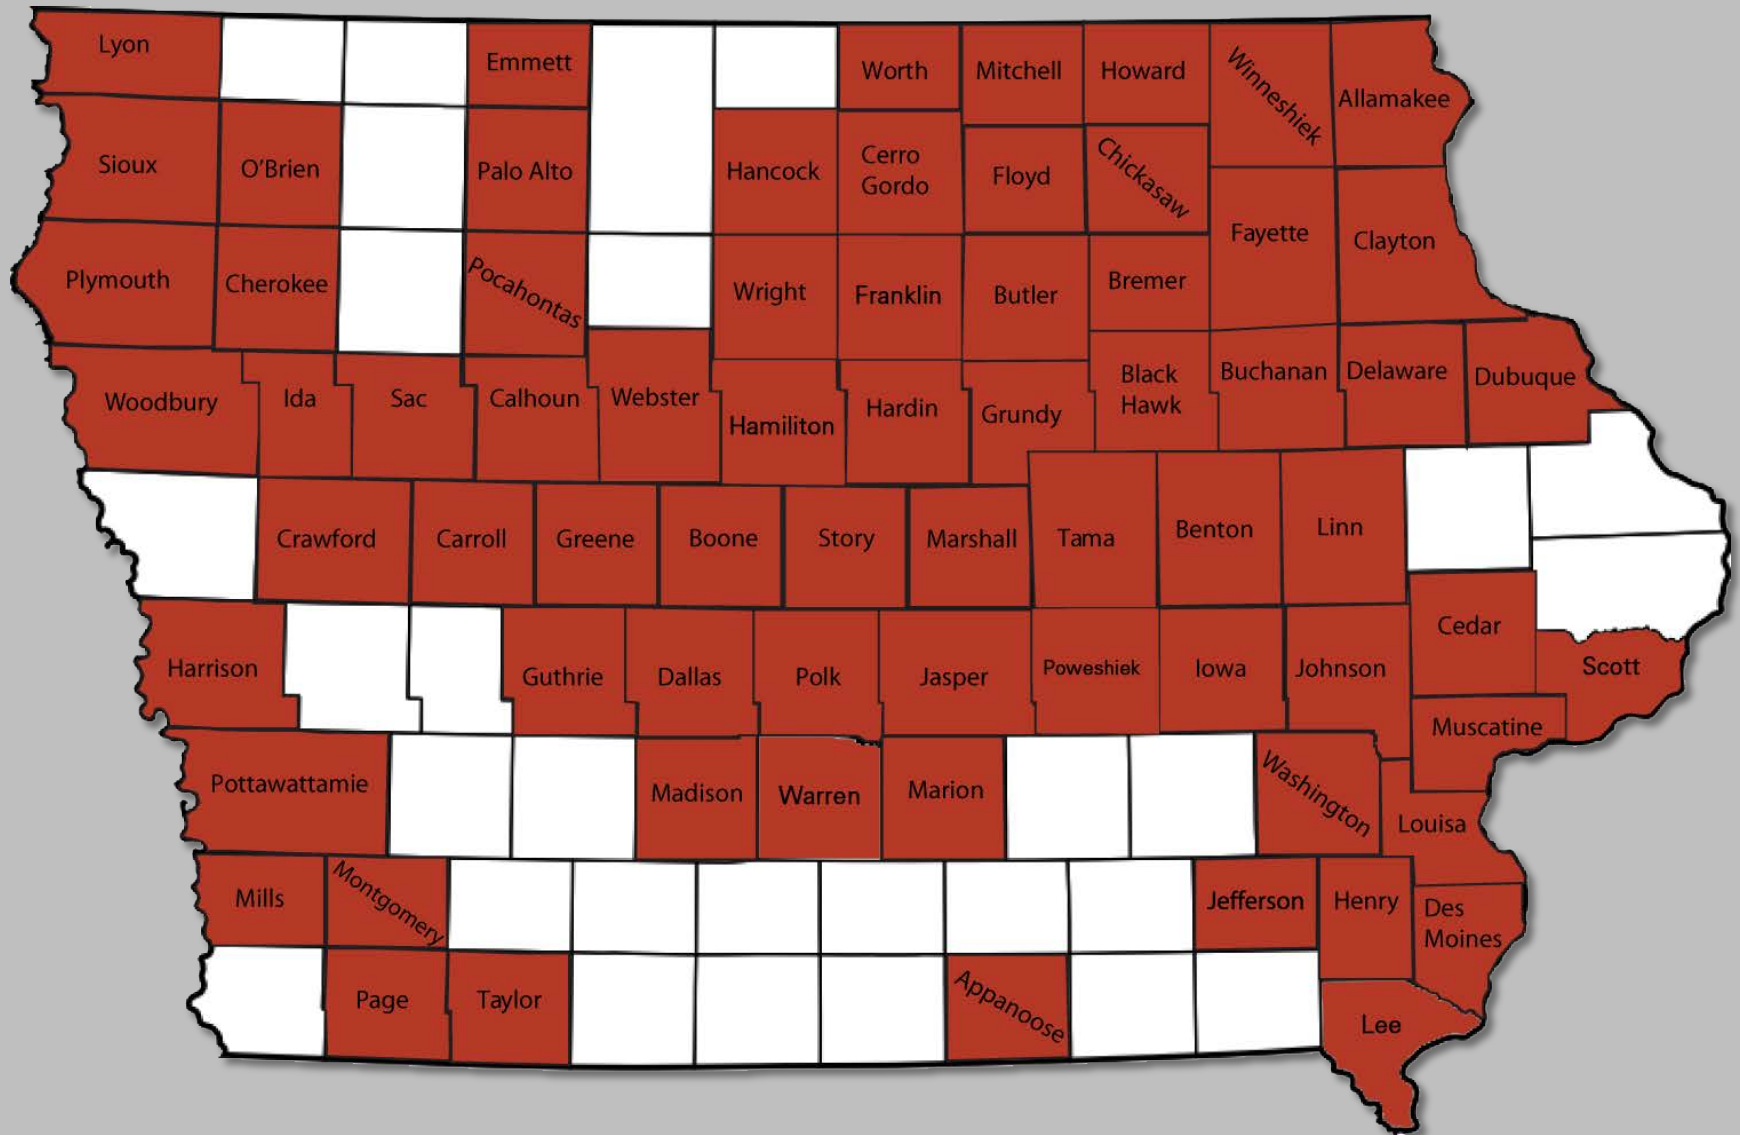 Lyon
Emmett
Worth
Mitchell
Howard
Winneshiek
Allamakee
Sioux
O'Brien
Palo Alto
Hancock
Cerro
Gordo
Floyd
Chickasaw
Fayette
Clayton
Plymouth
Cherokee
Pocahontas
Wright
Franklin
Butler
Bremer
Woodbury
Ida
Sac
Calhoun
Webster
Hamiliton
Hardin
Grundy
Black
Hawk
Buchanan
Delaware
Dubuque
Crawford
Carroll
Greene
Boone
Story
Marshall
Tama
Benton
Linn
Harrison
Guthrie
Dallas
Polk
Jasper
Poweshiek
Iowa
Johnson
Cedar
Scott
Muscatine
Pottawattamie
Madison
Warren
Marion
Washington
Louisa
Mills
Montgomery
Jefferson
Henry
Des
Moines
Page
Taylor
Appanoose
Lee